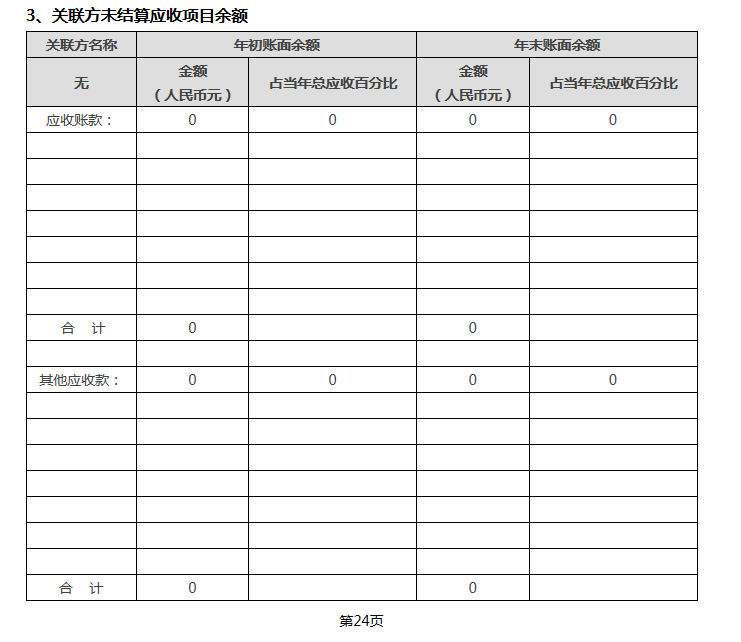 3、关联方未结算应收项目余额
关联方名称 年初账面余额 年末账面余额
无 金额（人民币元） 占当年总应收百分比 金额（人民币元） 占当年总应收百分比
应收账款： 0 0 0 0
合 计 0 0
其他应收款： 0 0 0 0
合 计 0 0
第24页